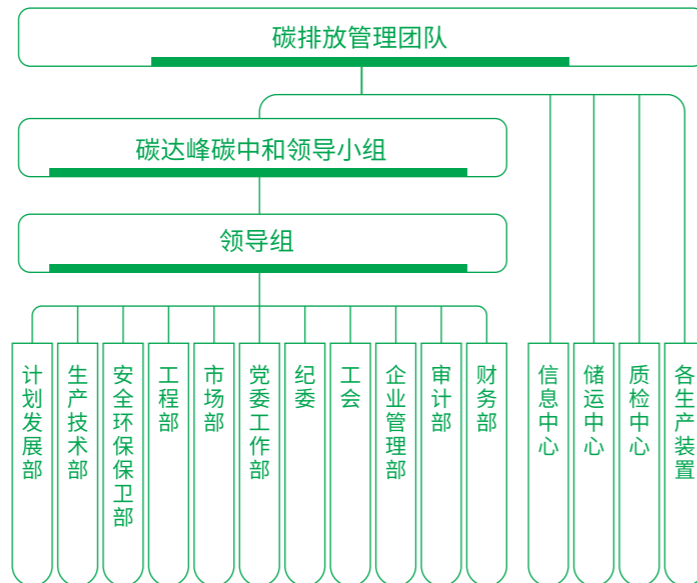 碳排放管理团队
碳达峰碳中和领导小组
领导组
计划发展部
生产技术部
安全环保保卫部
工程部
市场部
党委工作部
纪委
工会
企业管理部
审计部
财务部
信息中心
储运中心
质检中心
各生产装置